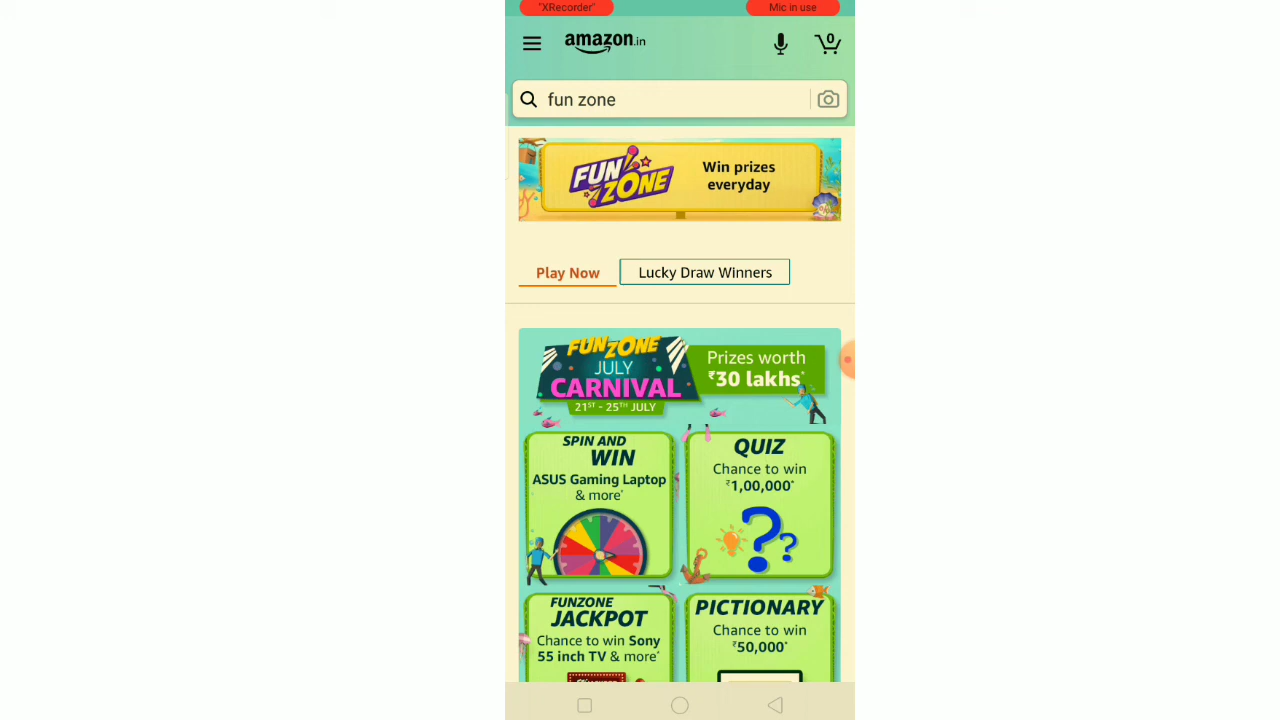 "XRecorder"
Mic in use
amazon.in
0
fun zone
FUN ZONE
Win prizes
everyday
Play Now
Lucky Draw Winners
FUNZONE
JULY
CARNIVAL
21ST - 25TH JULY
Prizes worth
₹30 lakhs*
SPIN AND
WIN
ASUS Gaming Laptop
& more*
QUIZ
Chance to win
₹1,00,000*
FUNZONE
JACKPOT
Chance to win Sony
55 inch TV & more*
PICTIONARY
Chance to win
₹50,000*